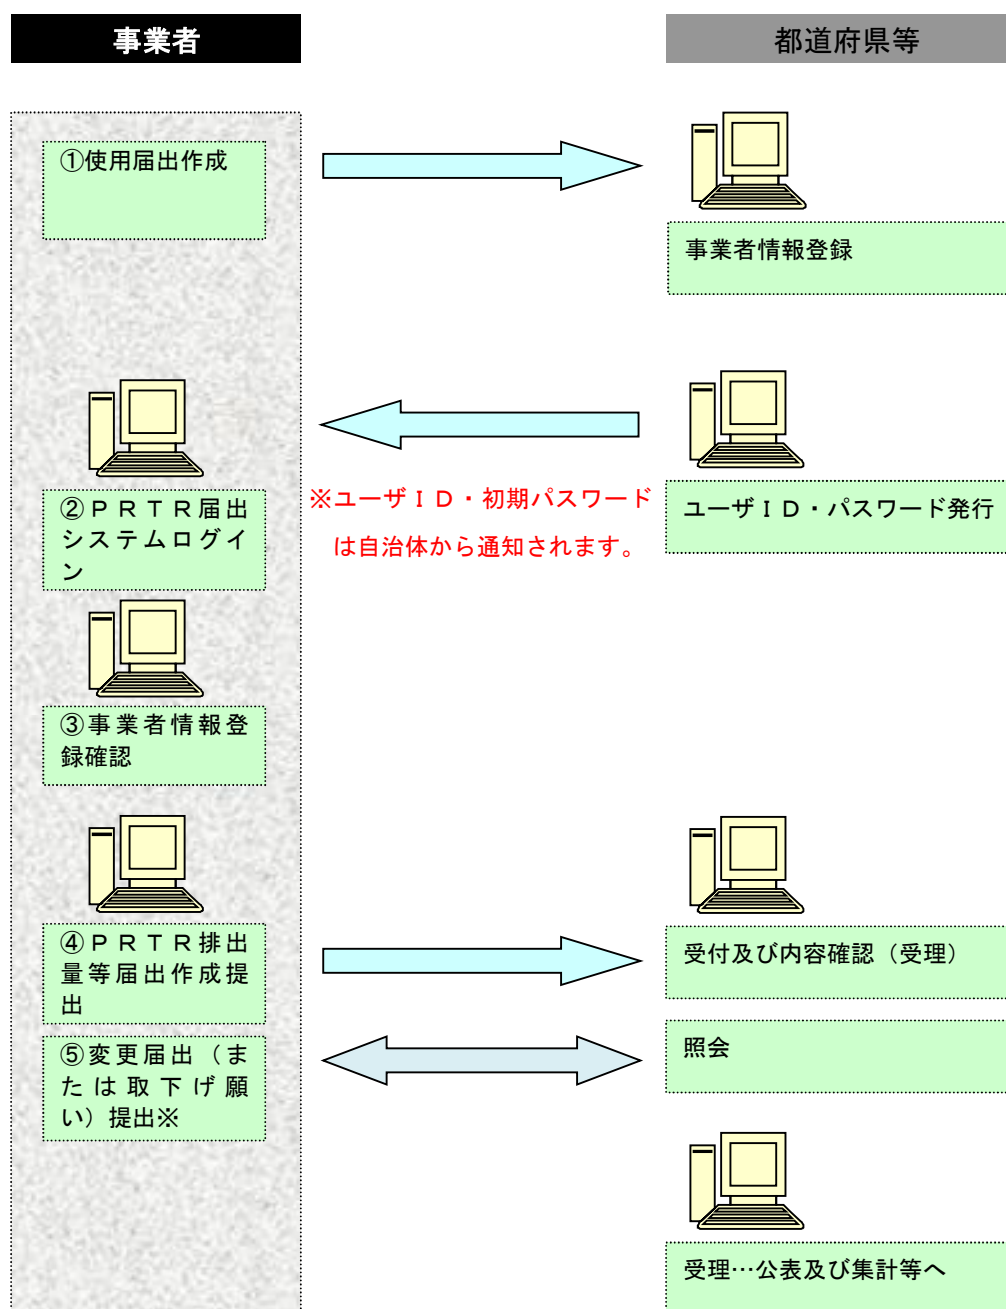 事業者
都道府県等
①使用届出作成
事業者情報登録
②ＰＲＴＲ届出
システムログイ
ン
※ユーザＩＤ・初期パスワード
は自治体から通知されます。
ユーザＩＤ・パスワード発行
③事業者情報登
録確認
④ＰＲＴＲ排出
量等届出作成提
出
受付及び内容確認（受理）
⑤変更届出（ま
たは取下げ願
い）提出※
照会
受理…公表及び集計等へ